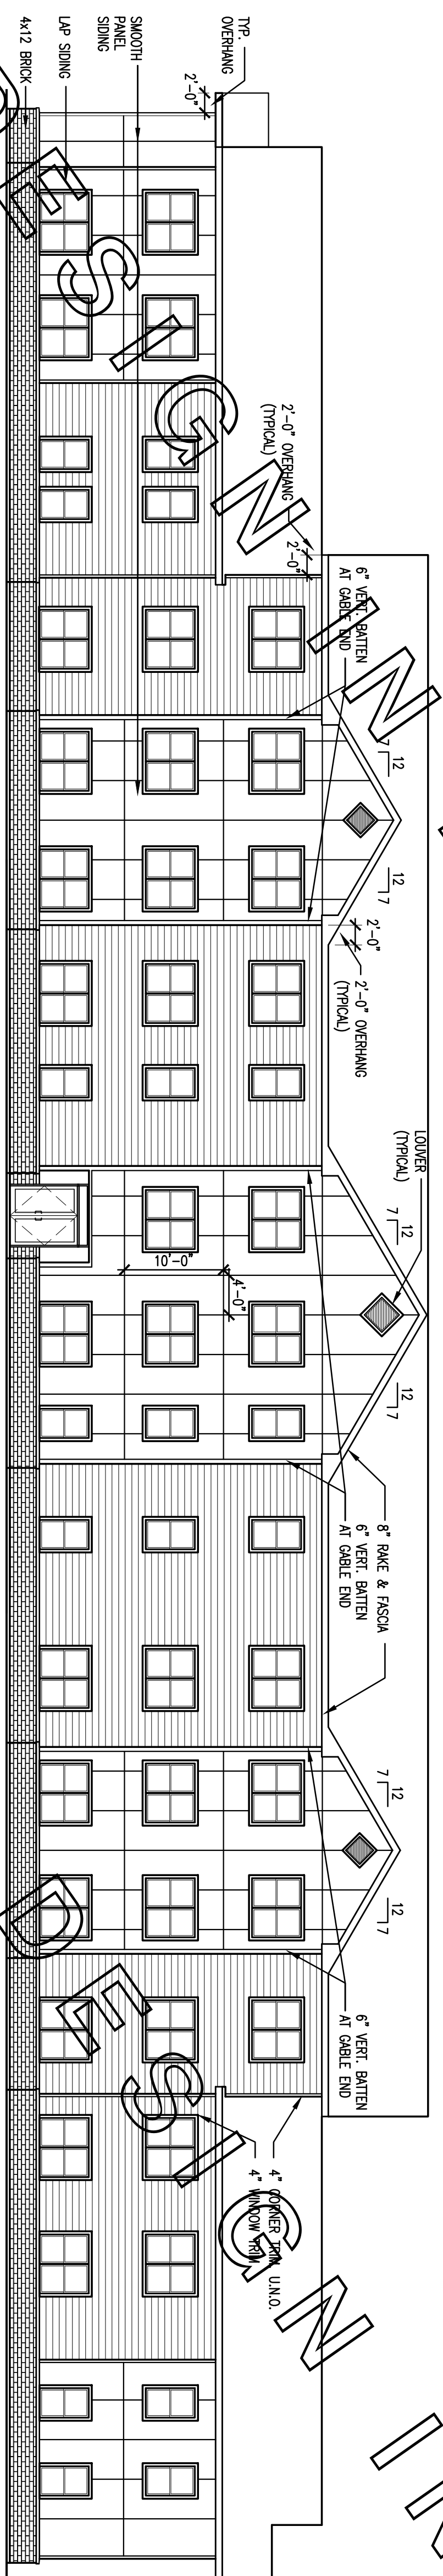 TYP.
OVERHANG
2'-0"
SMOOTH
PANEL
SIDING
LAP SIDING
4x12 BRICK
2'-0" OVERHANG
(TYPICAL)
2'-0"
6" VERT. BATTEN
AT GABLE END
12
7
12
7
2'-0"
2'-0" OVERHANG
(TYPICAL)
LOUVER
(TYPICAL)
12
7
10'-0"
4'-0"
12
7
8" RAKE & FASCIA
6" VERT. BATTEN
AT GABLE END
12
7
12
7
6" VERT. BATTEN
AT GABLE END
4" CORNER TRIM U.N.O.
4" WINDOW TRIM
DESIGN IN
DESIGN